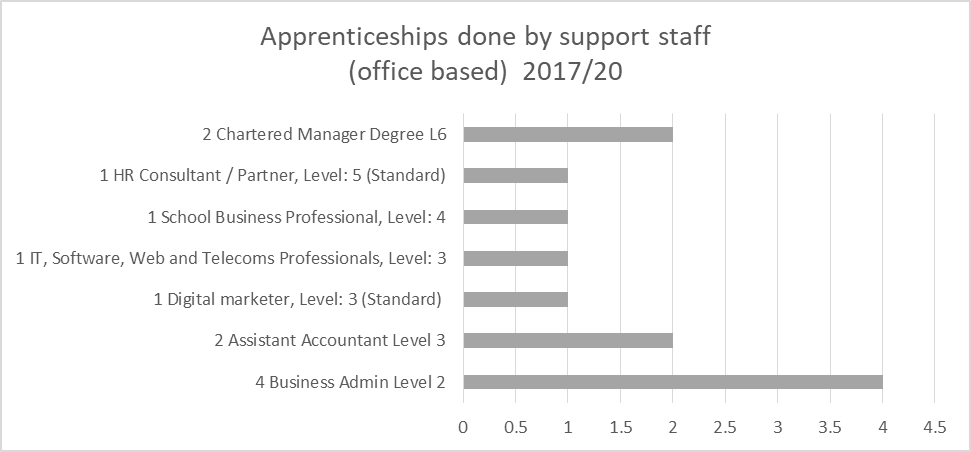 Apprenticeships done by support staff
(office based)  2017/20
2 Chartered Manager Degree L6
1 HR Consultant / Partner, Level: 5 (Standard)
1 School Business Professional, Level: 4
1 IT, Software, Web and Telecoms Professionals, Level: 3
1 Digital marketer, Level: 3 (Standard)
2 Assistant Accountant Level 3
4 Business Admin Level 2
0 0.5 1 2 2 2.5 3 3.5 4 4.5